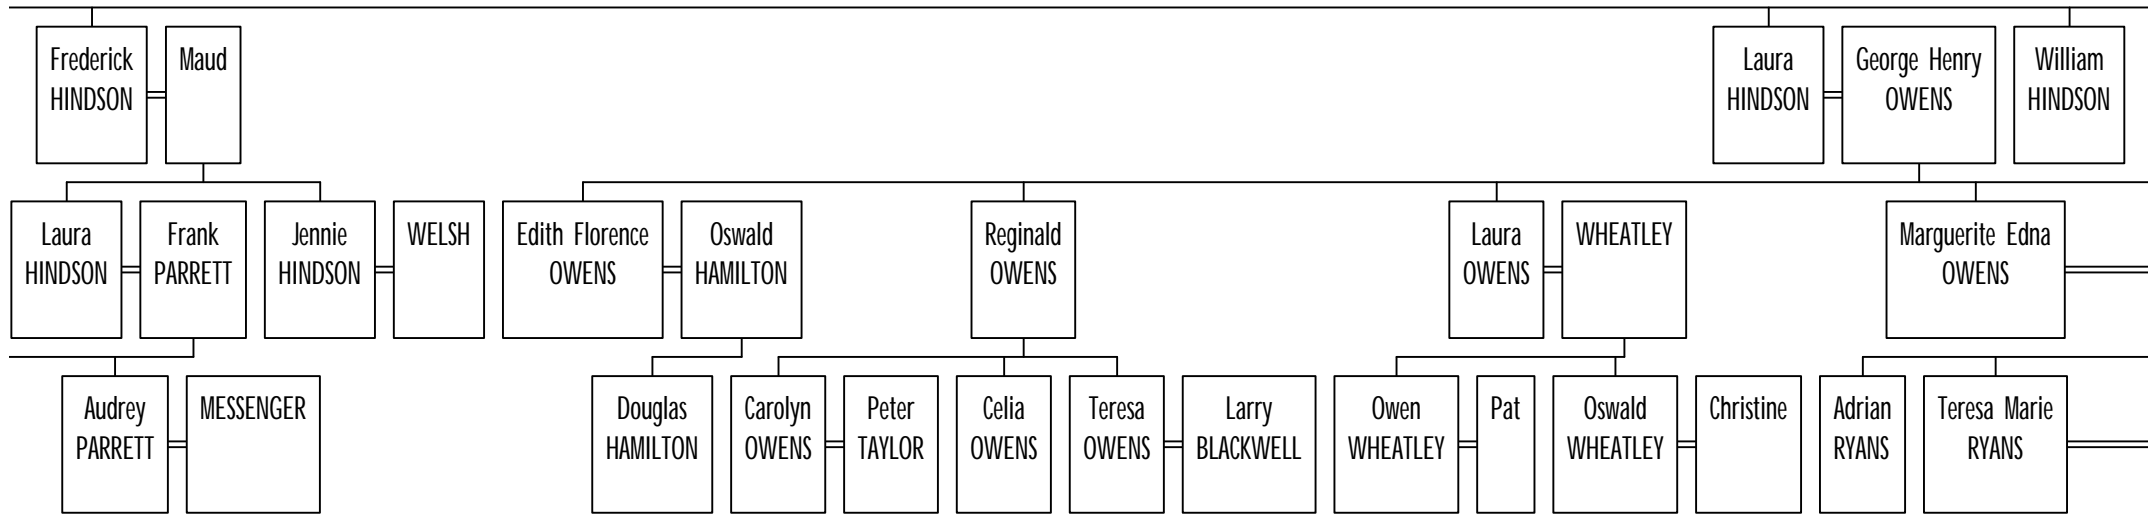 Frederick
HINDSON
Maud
Laura
HINDSON
George Henry
OWENS
William
HINDSON
Laura
HINDSON
Frank
PARRETT
Jennie
HINDSON
WELSH
Edith Florence
OWENS
Oswald
HAMILTON
Reginald
OWENS
Laura
OWENS
WHEATLEY
Marguerite Edna
OWENS
Audrey
PARRETT
MESSENGER
Douglas
HAMILTON
Carolyn
OWENS
Peter
TAYLOR
Celia
OWENS
Teresa
OWENS
Larry
BLACKWELL
Owen
WHEATLEY
Pat
Oswald
WHEATLEY
Christine
Adrian
RYANS
Teresa Marie
RYANS